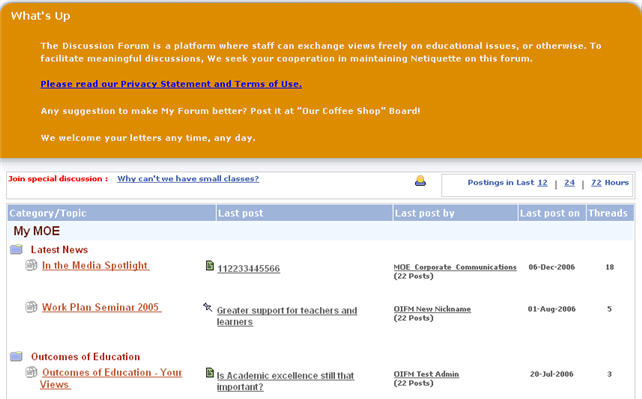 What's Up
The Discussion Forum is a platform where staff can exchange views freely on educational issues, or otherwise. To
facilitate meaningful discussions, We seek your cooperation in maintaining Netiquette on this forum.
Please read our Privacy Statement and Terms of Use.
Any suggestion to make My Forum better? Post it at "Our Coffee Shop" Board!
We welcome your letters any time, any day.
Join special discussion : Why can't we have small classes? Postings in Last 12 | 24 | 72 Hours
Category/Topic Last post Last post by Last post on Threads
My MOE
Latest News
In the Media Spotlight 112233445566 MOE Corporate Communications 06-Dec-2006 18
(22 Posts)
Work Plan Seminar 2005 Greater support for teachers and OIFM New Nickname 01-Aug-2006 5
learners (22 Posts)
Outcomes of Education
Outcomes of Education - Your Is Academic excellence still that OIFM Test Admin 20-Jul-2006 3
Views important? (22 Posts)